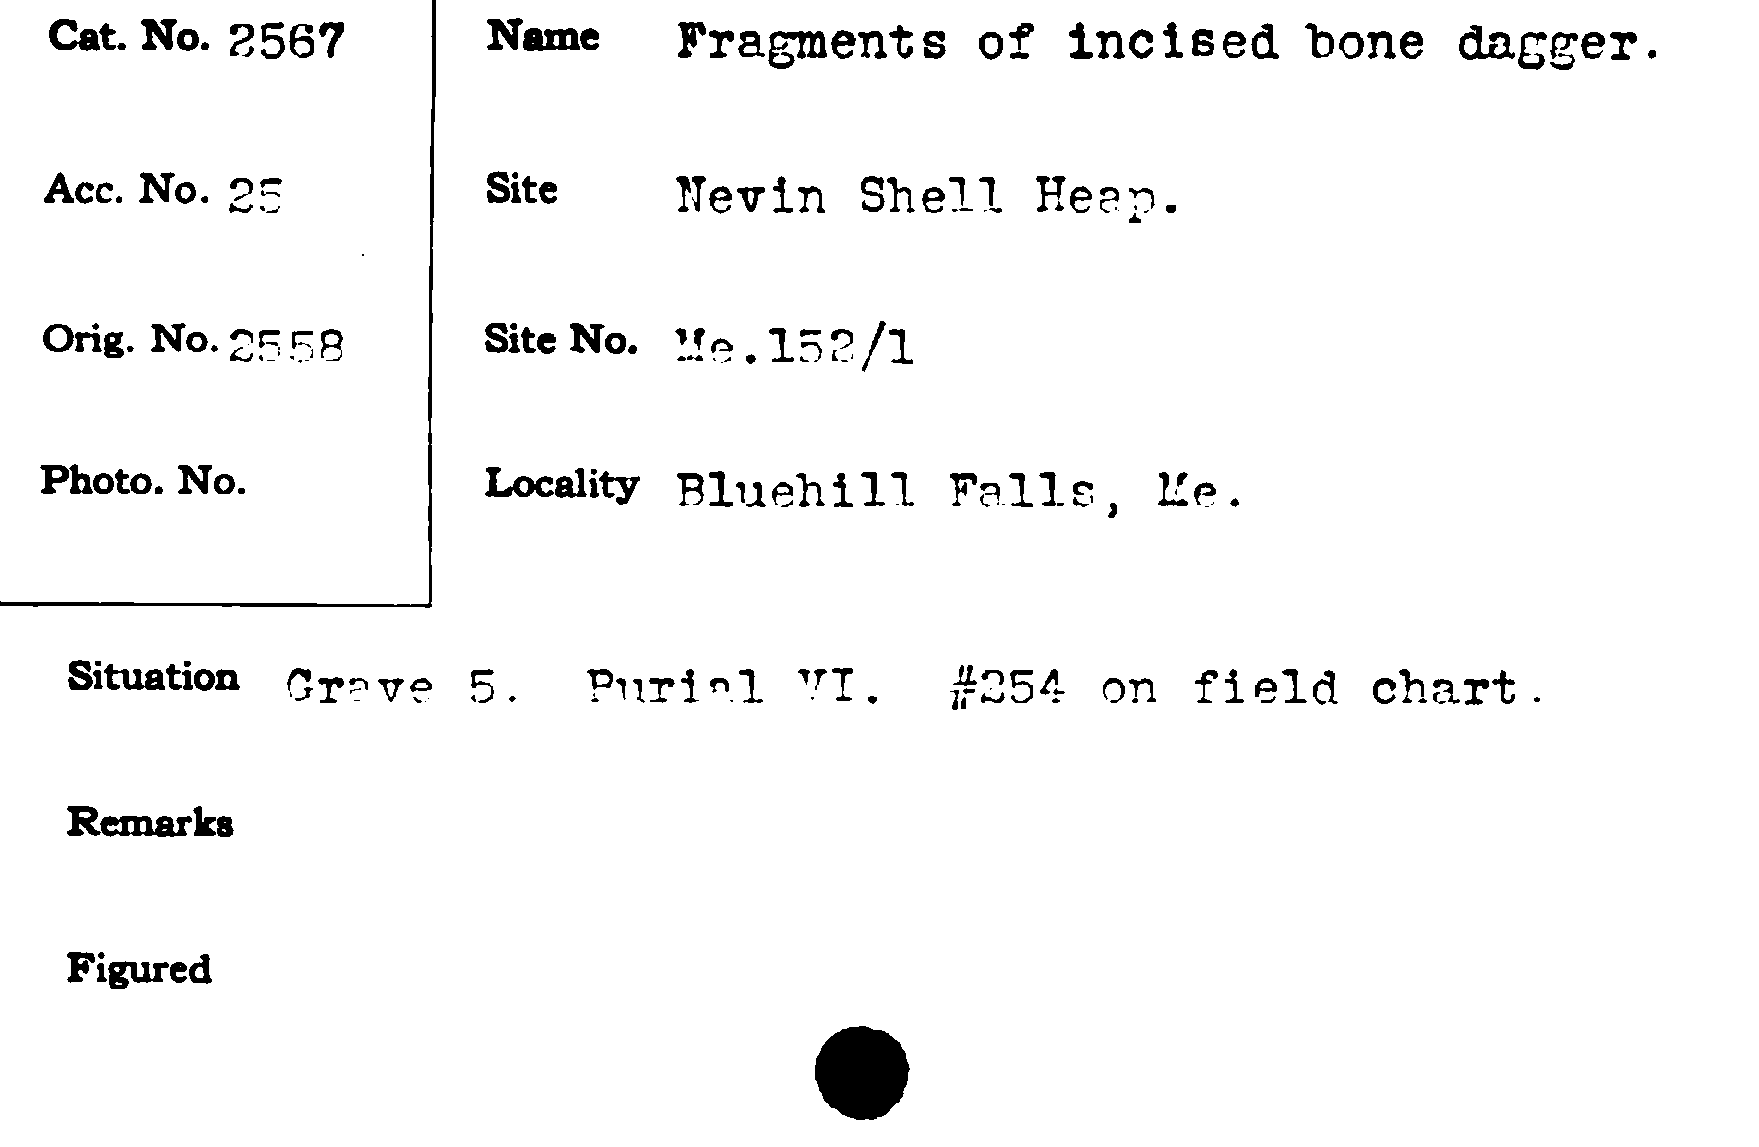 Cat. No. 2567
Name Fragments of incised bone dagger.
Acc. No. 25
Site Nevin Shell Heap.
Orig. No. 2558
Site No. Me.152/1
Photo. No.
Locality Bluehill Falls, Me.
Situation Grave 5. Burial VI. #254 on field chart.
Remarks
Figured